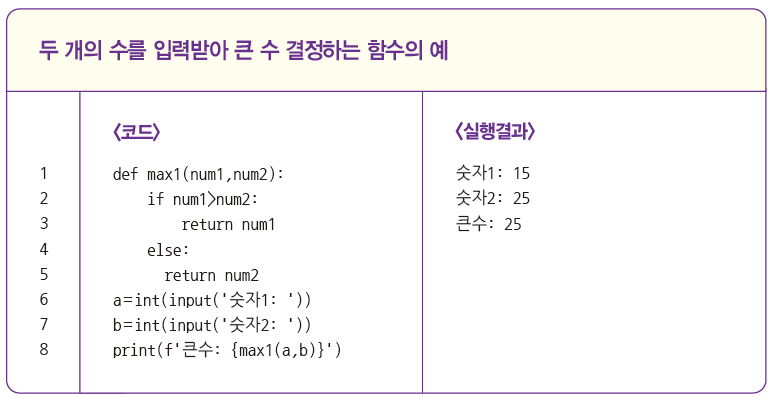 두 개의 수를 입력받아 큰 수 결정하는 함수의 예
<코드>
1 def max1(num1,num2):
2     if num1>num2:
3         return num1
4     else:
5       return num2
6 a=int(input('숫자1: '))
7 b=int(input('숫자2: '))
8 print(f'큰수: {max1(a,b)}')
<실행결과>
숫자1: 15
숫자2: 25
큰수: 25